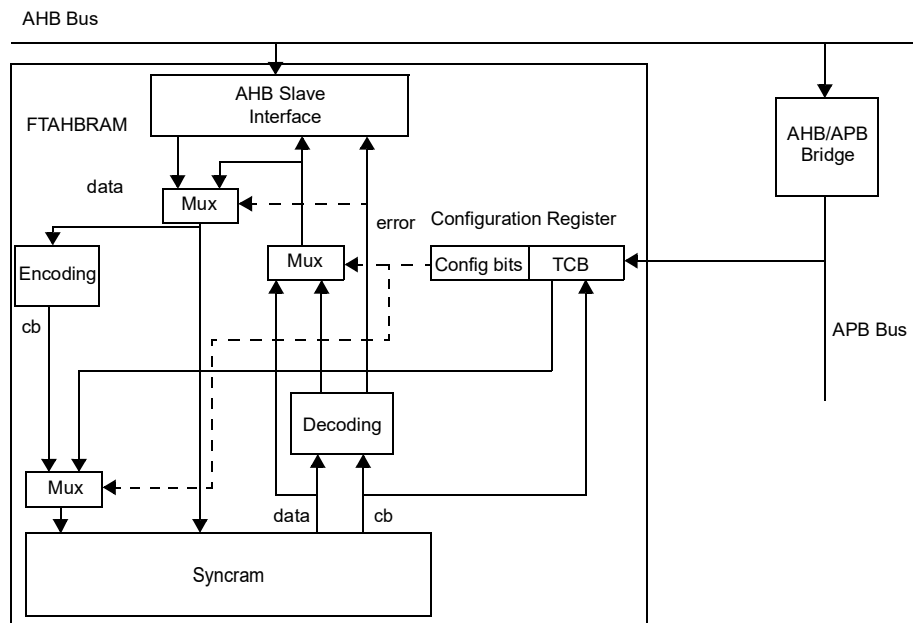 AHB Bus
AHB Slave
Interface
FTAHBRAM
AHB/APB
Bridge
data
Mux
error
Configuration Register
Encoding
Mux
Config bits
TCB
cb
APB Bus
Decoding
Mux
data
cb
Syncram